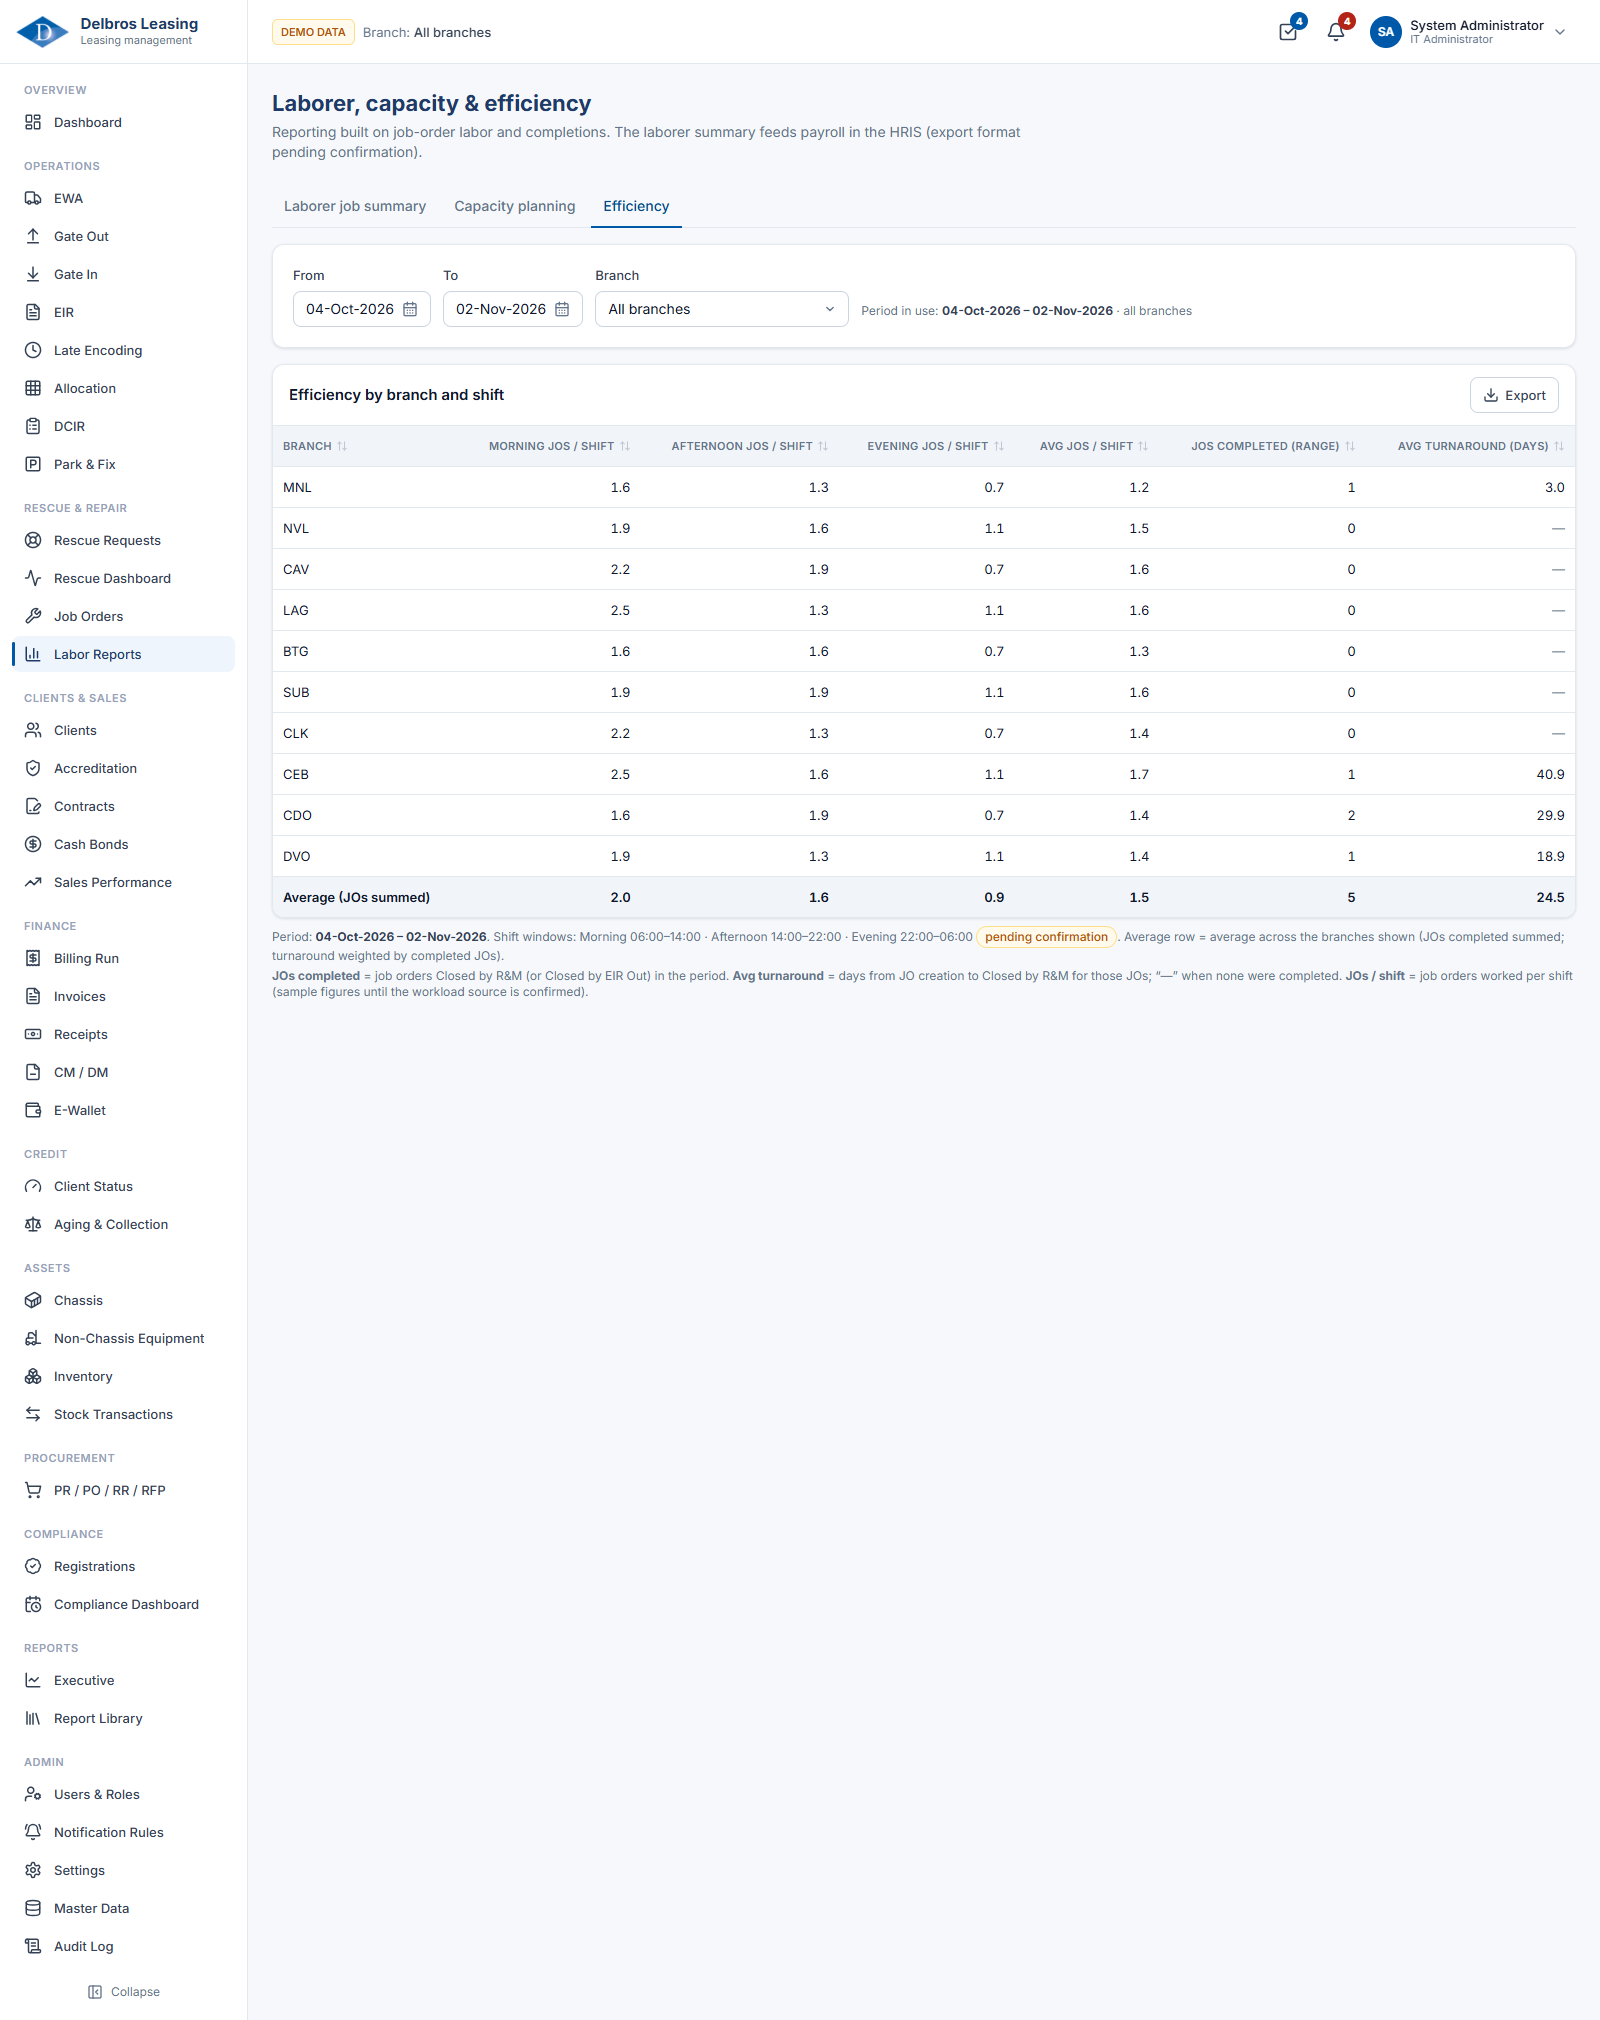 Delbros Leasing
Leasing management
DEMO DATA Branch: All branches
4
4
SA
System Administrator
IT Administrator
OVERVIEW
Dashboard
OPERATIONS
EWA
Gate Out
Gate In
EIR
Late Encoding
Allocation
DCIR
Park & Fix
RESCUE & REPAIR
Rescue Requests
Rescue Dashboard
Job Orders
Labor Reports
CLIENTS & SALES
Clients
Accreditation
Contracts
Cash Bonds
Sales Performance
FINANCE
Billing Run
Invoices
Receipts
CM / DM
E-Wallet
CREDIT
Client Status
Aging & Collection
ASSETS
Chassis
Non-Chassis Equipment
Inventory
Stock Transactions
PROCUREMENT
PR / PO / RR / RFP
COMPLIANCE
Registrations
Compliance Dashboard
REPORTS
Executive
Report Library
ADMIN
Users & Roles
Notification Rules
Settings
Master Data
Audit Log
Collapse
Laborer, capacity & efficiency
Reporting built on job-order labor and completions. The laborer summary feeds payroll in the HRIS (export format
pending confirmation).
Laborer job summary Capacity planning Efficiency
From To Branch
04-Oct-2026 02-Nov-2026 All branches Period in use: 04-Oct-2026 – 02-Nov-2026 · all branches
Efficiency by branch and shift Export
BRANCH MORNING JOS / SHIFT AFTERNOON JOS / SHIFT EVENING JOS / SHIFT AVG JOS / SHIFT JOS COMPLETED (RANGE) AVG TURNAROUND (DAYS)
MNL 1.6 1.3 0.7 1.2 1 3.0
NVL 1.9 1.6 1.1 1.5 0 —
CAV 2.2 1.9 0.7 1.6 0 —
LAG 2.5 1.3 1.1 1.6 0 —
BTG 1.6 1.6 0.7 1.3 0 —
SUB 1.9 1.9 1.1 1.6 0 —
CLK 2.2 1.3 0.7 1.4 0 —
CEB 2.5 1.6 1.1 1.7 1 40.9
CDO 1.6 1.9 0.7 1.4 2 29.9
DVO 1.9 1.3 1.1 1.4 1 18.9
Average (JOs summed) 2.0 1.6 0.9 1.5 5 24.5
Period: 04-Oct-2026 – 02-Nov-2026. Shift windows: Morning 06:00–14:00 · Afternoon 14:00–22:00 · Evening 22:00–06:00 pending confirmation. Average row = average across the branches shown (JOs completed summed;
turnaround weighted by completed JOs).
JOs completed = job orders Closed by R&M (or Closed by EIR Out) in the period. Avg turnaround = days from JO creation to Closed by R&M for those JOs; “—” when none were completed. JOs / shift = job orders worked per shift
(sample figures until the workload source is confirmed).